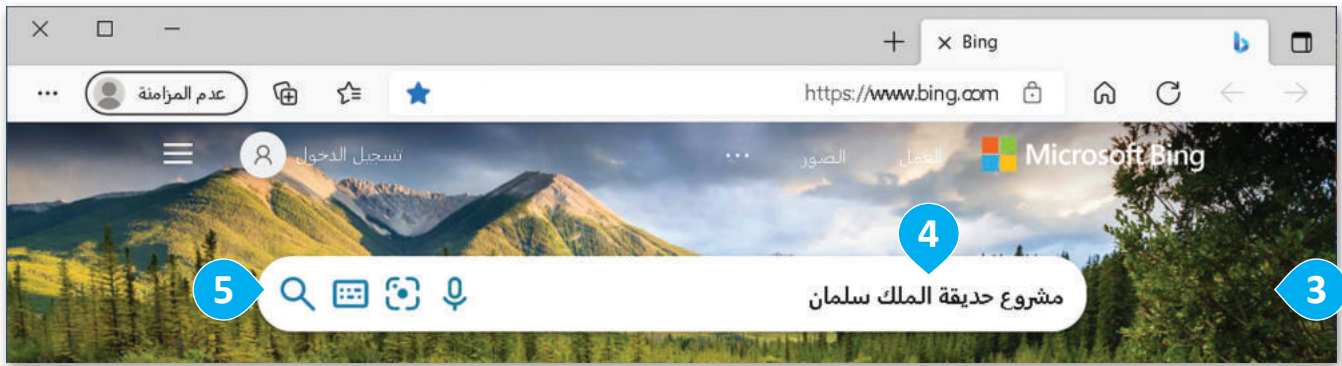 Bing
https://www.bing.com
عدم المزامنة
Microsoft Bing
العمل
الصور
...
تسجيل الدخول
4
مشروع حديقة الملك سلمان
3
5